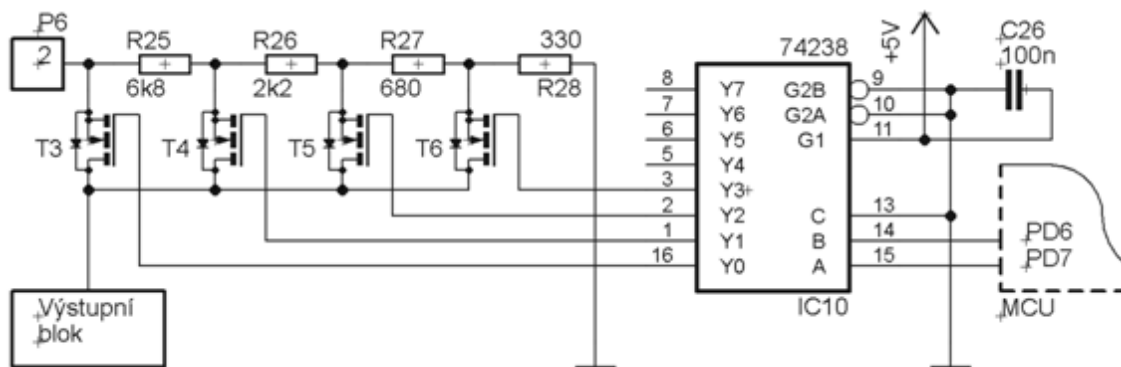 P6
2
R25
6k8
R26
2k2
R27
680
330
R28
T3
T4
T5
T6
74238
8 Y7 G2B 9
7 Y6 G2A 10
6 Y5 G1 11
5 Y4
3 Y3
2 Y2 C 13
1 Y1 B 14
16 Y0 A 15
IC10
+5V
C26
100n
PD6
PD7
MCU
Výstupní
blok